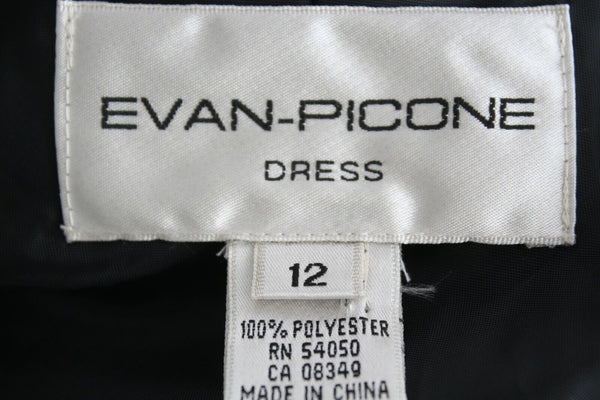 EVAN-PICONE
DRESS
12
100% POLYESTER
RN 54050
CA 08349
MADE IN CHINA